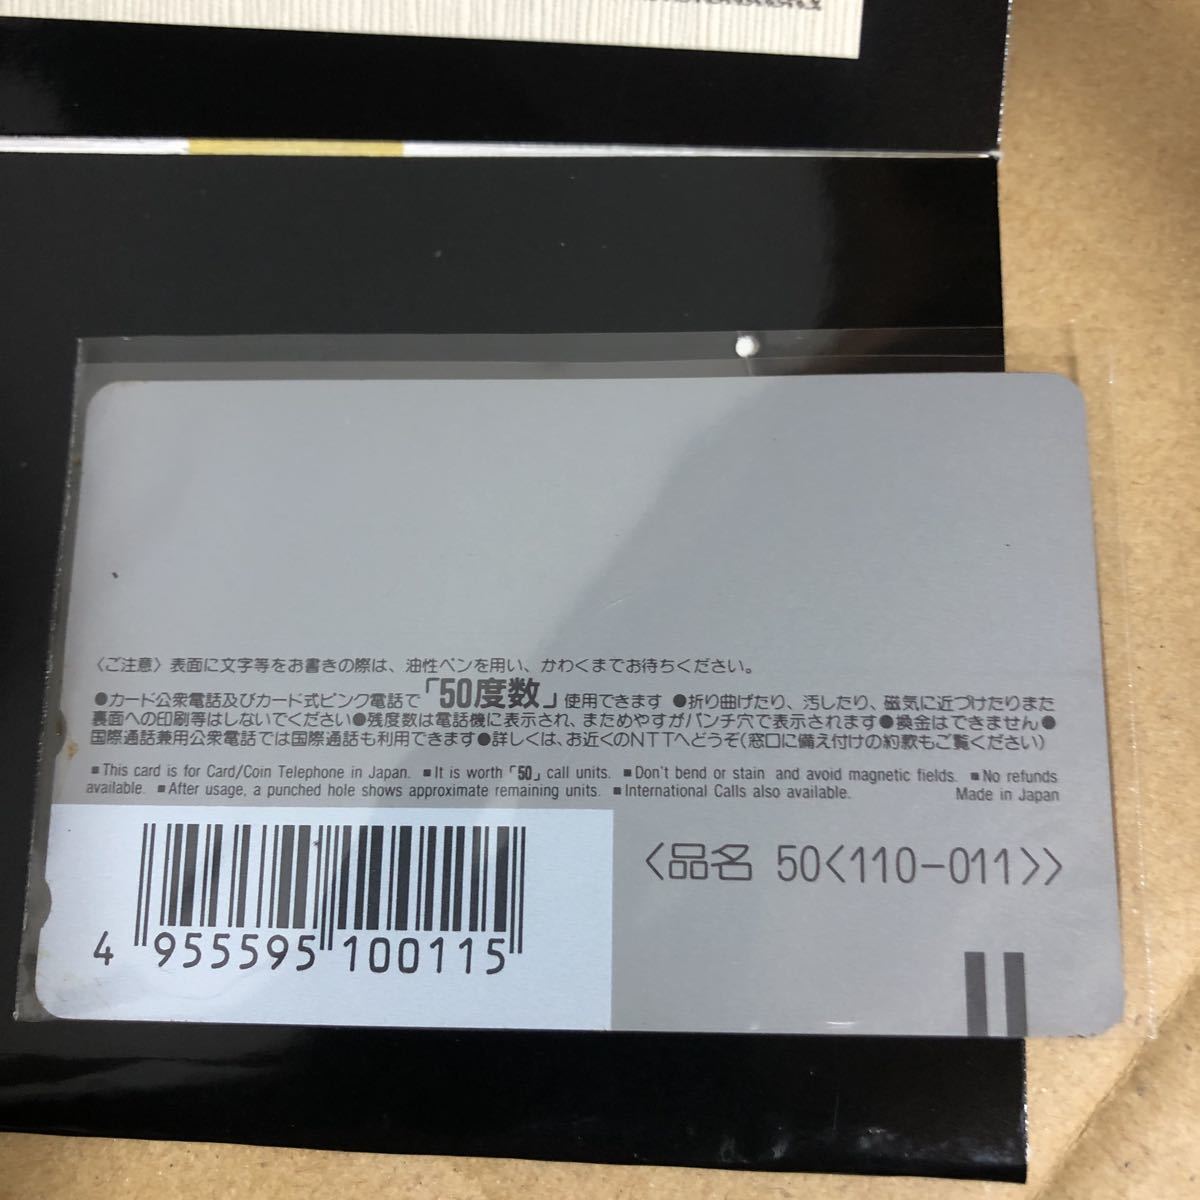 〈ご注意〉表面に文字等をお書きの際は、油性ペンを用い、かわくまでお待ちください。
●カード公衆電話及びカード式ピンク電話で「50度数」使用できます ●折り曲げたり、汚したり、磁気に近づけたりまた
裏面への印刷等はしないでください●残度数は電話機に表示され、まためやすがパンチ穴で表示されます●換金はできません●
国際通話兼用公衆電話では国際通話も利用できます●詳しくは、お近くのNTTへどうぞ(窓口に備え付けの約款もご覧ください)
■This card is for Card/Coin Telephone in Japan. ■It is worth「50」call units. ■Don't bend or stain and avoid magnetic fields. ■No refunds
available. ■After usage, a punched hole shows approximate remaining units. ■International Calls also available. Made in Japan
〈品名 50〈110-011〉〉
4 955595 100115